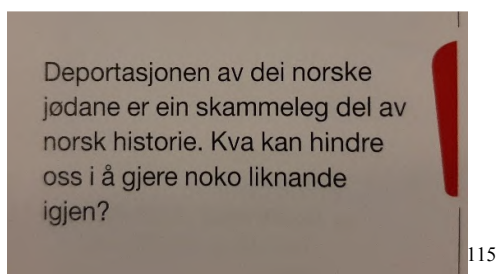 Deportasjonen av dei norske
jødane er ein skammeleg del av
norsk historie. Kva kan hindre
oss i å gjere noko liknande
igjen?
115